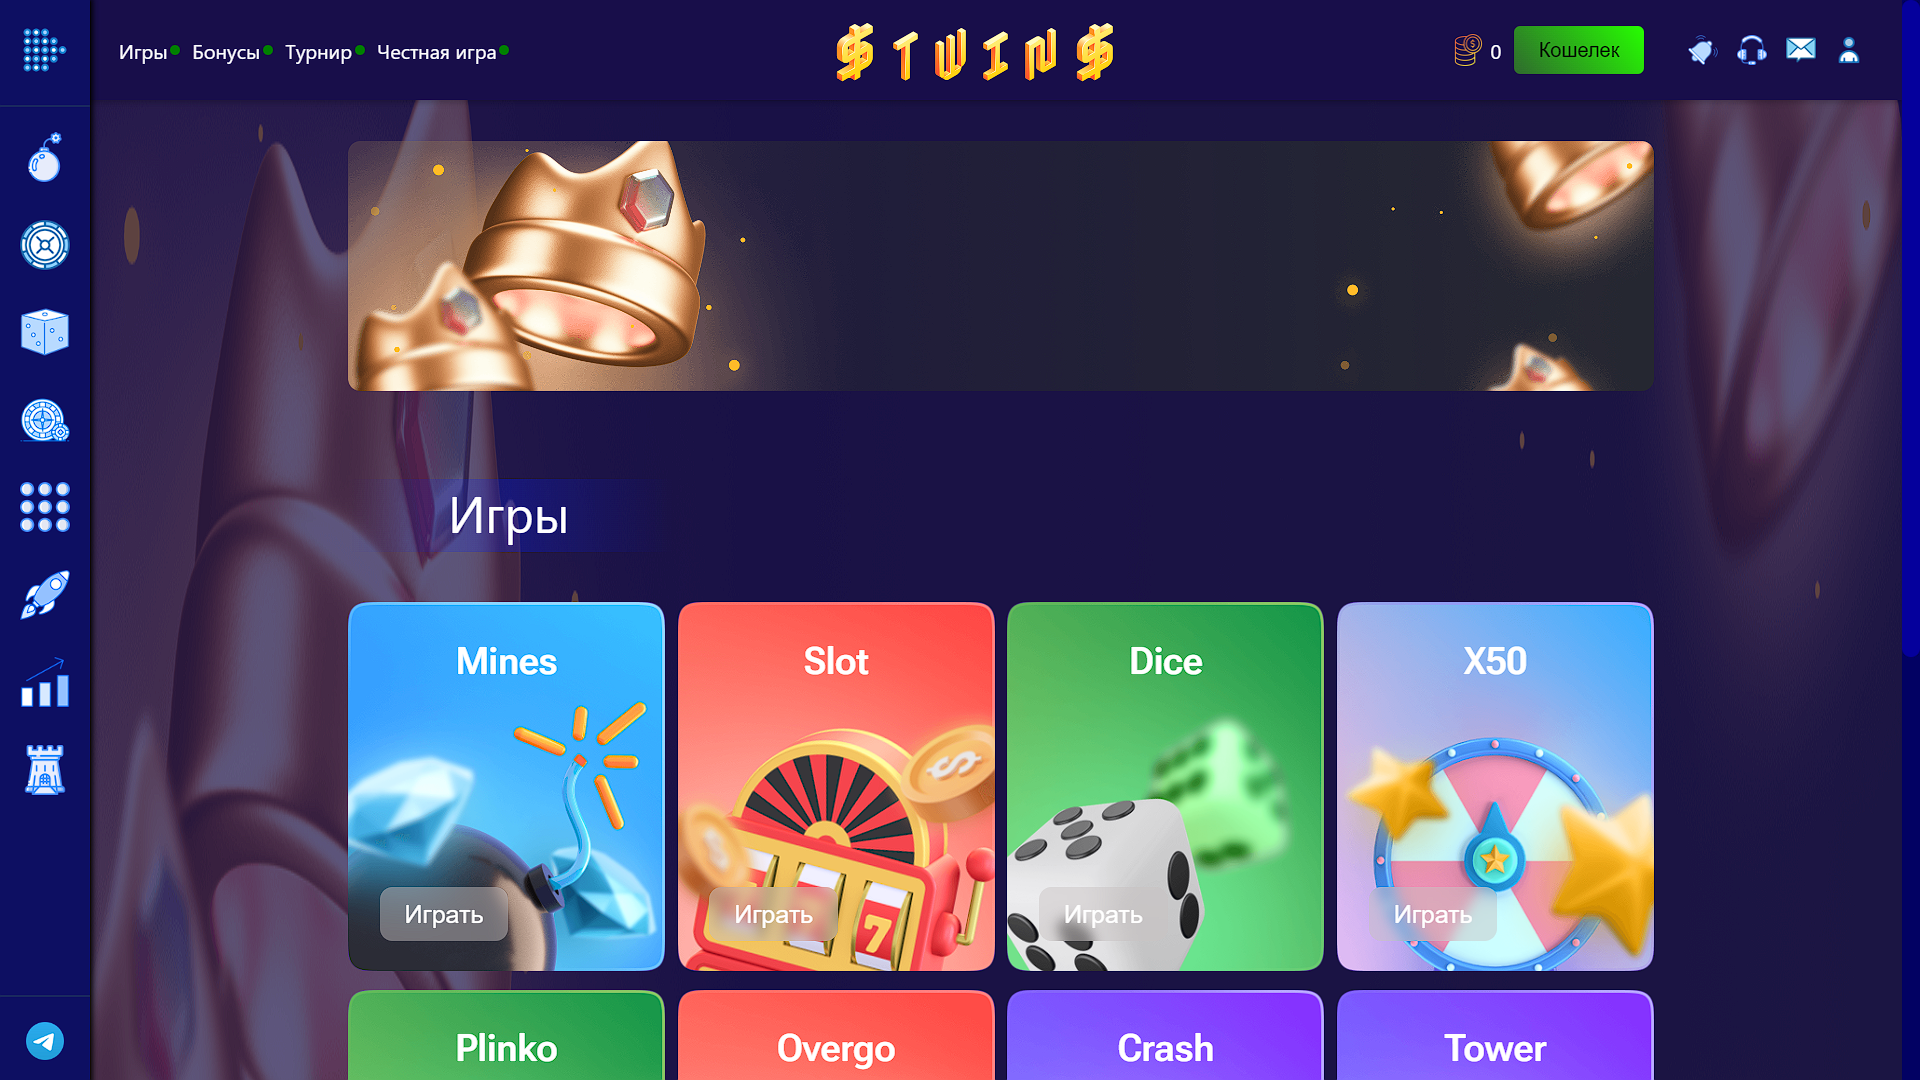 Игры Бонусы Турнир Честная игра
$TWIN$
0
Кошелек
Игры
Mines
Slot
Dice
X50
7
Играть
Играть
Играть
Играть
Plinko
Overgo
Crash
Tower